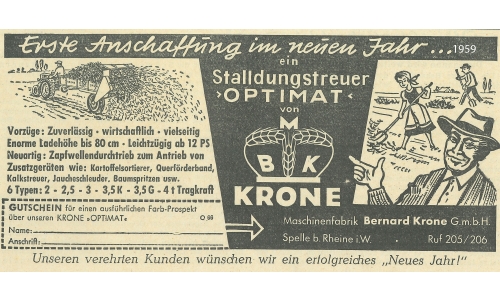 Erste Anschaffung im neuen Jahr...1959
ein
Stalldungstreuer
›OPTIMAT‹
von
M
B K
KRONE
Vorzüge: Zuverlässig - wirtschaftlich - vielseitig
Enorme Ladehöhe bis 80 cm - Leichtzügig ab 12 PS
Neuartig: Zapfwellendurchtrieb zum Antrieb von
Zusatzgeräten wie: Kartoffelsortierer, Querförderband,
Kalkstreuer, Jaucheschleuder, Baumspritzen usw.
6 Typen: 2 - 2,5 - 3 - 3,5 K - 3,5 G - 4 t Tragkraft
GUTSCHEIN für einen ausführlichen Farb-Prospekt
über unseren KRONE »OPTIMAT«
Name:
Anschrift:
Maschinenfabrik Bernard Krone G.m.b.H.
Spelle b. Rheine i.W. · Ruf 205/206
Unseren verehrten Kunden wünschen wir ein erfolgreiches „Neues Jahr!"